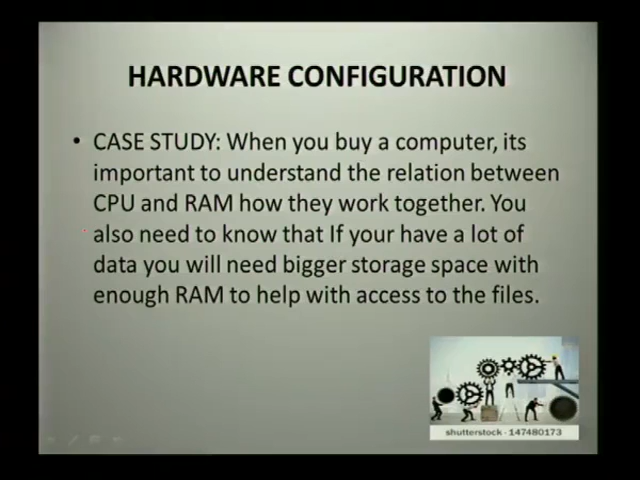 HARDWARE CONFIGURATION
• CASE STUDY: When you buy a computer, its
important to understand the relation between
CPU and RAM how they work together. You
also need to know that If your have a lot of
data you will need bigger storage space with
enough RAM to help with access to the files.
shutterstock · 147480173